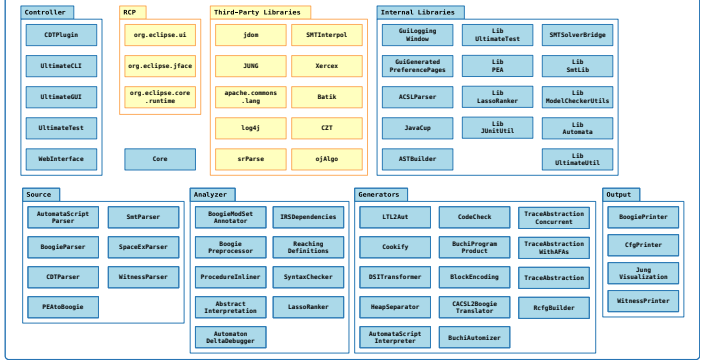 Controller
CDTPlugin
UltimateCLI
UltimateGUI
UltimateTest
WebInterface
RCP
org.eclipse.ui
org.eclipse.jface
org.eclipse.core
.runtime
Core
Third-Party Libraries
jdom
SMTInterpol
JUNG
Xercex
apache.commons
.lang
Batik
log4j
CZT
srParse
ojAlgo
Internal Libraries
GuiLogging
Window
Lib
UltimateTest
SMTSolverBridge
GuiGenerated
PreferencePages
Lib
PEA
Lib
SmtLib
ACSLParser
Lib
LassoRanker
Lib
ModelCheckerUtils
JavaCup
Lib
JUnitUtil
Lib
Automata
ASTBuilder
Lib
UltimateUtil
Source
AutomataScript
Parser
SmtParser
BoogieParser
SpaceExParser
CDTParser
WitnessParser
PEAtoBoogie
Analyzer
BoogieModSet
Annotator
IRSDependencies
Boogie
Preprocessor
Reaching
Definitions
ProcedureInliner
SyntaxChecker
Abstract
Interpretation
LassoRanker
Automaton
DeltaDebugger
Generators
LTL2Aut
CodeCheck
TraceAbstraction
Concurrent
Cookify
BuchiProgram
Product
TraceAbstraction
WithAFAs
DSITransformer
BlockEncoding
TraceAbstraction
HeapSeparator
CACSL2Boogie
Translator
RcfgBuilder
AutomataScript
Interpreter
BuchiAutomizer
Output
BoogiePrinter
CfgPrinter
Jung
Visualization
WitnessPrinter